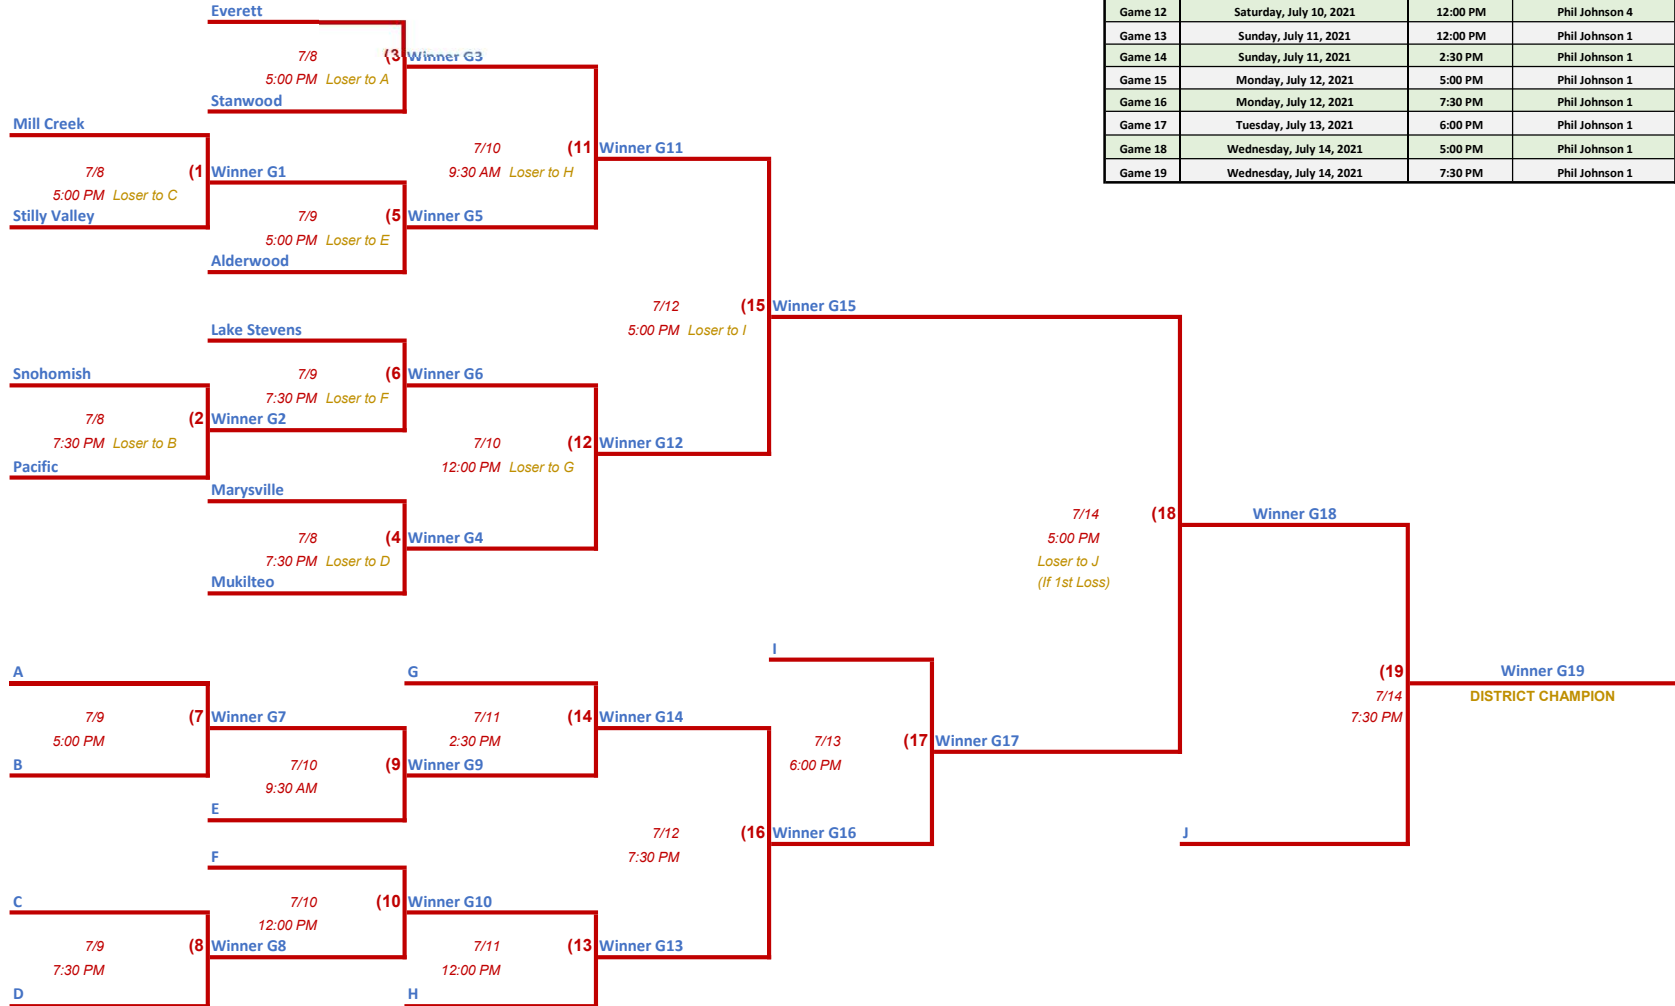 Everett
7/8 (3 Winner G3
5:00 PM Loser to A
Stanwood
Mill Creek
7/8 (1 Winner G1
5:00 PM Loser to C
Stilly Valley
7/9 (5 Winner G5
5:00 PM Loser to E
Alderwood
7/10 (11 Winner G11
9:30 AM Loser to H
Lake Stevens
7/9 (6 Winner G6
7:30 PM Loser to F
Snohomish
7/8 (2 Winner G2
7:30 PM Loser to B
Pacific
7/10 (12 Winner G12
12:00 PM Loser to G
Marysville
7/8 (4 Winner G4
7:30 PM Loser to D
Mukilteo
7/12 (15 Winner G15
5:00 PM Loser to I
7/14 (18 Winner G18
5:00 PM
Loser to J
(If 1st Loss)
A
7/9 (7 Winner G7
5:00 PM
B
7/10 (9 Winner G9
9:30 AM
E
G
7/11 (14 Winner G14
2:30 PM
F
7/10 (10 Winner G10
12:00 PM
C
7/9 (8 Winner G8
7:30 PM
D
7/11 (13 Winner G13
12:00 PM
H
7/12 (16 Winner G16
7:30 PM
I
7/13 (17 Winner G17
6:00 PM
J
(19 Winner G19
7/14 DISTRICT CHAMPION
7:30 PM
Game 12 Saturday, July 10, 2021 12:00 PM Phil Johnson 4
Game 13 Sunday, July 11, 2021 12:00 PM Phil Johnson 1
Game 14 Sunday, July 11, 2021 2:30 PM Phil Johnson 1
Game 15 Monday, July 12, 2021 5:00 PM Phil Johnson 1
Game 16 Monday, July 12, 2021 7:30 PM Phil Johnson 1
Game 17 Tuesday, July 13, 2021 6:00 PM Phil Johnson 1
Game 18 Wednesday, July 14, 2021 5:00 PM Phil Johnson 1
Game 19 Wednesday, July 14, 2021 7:30 PM Phil Johnson 1